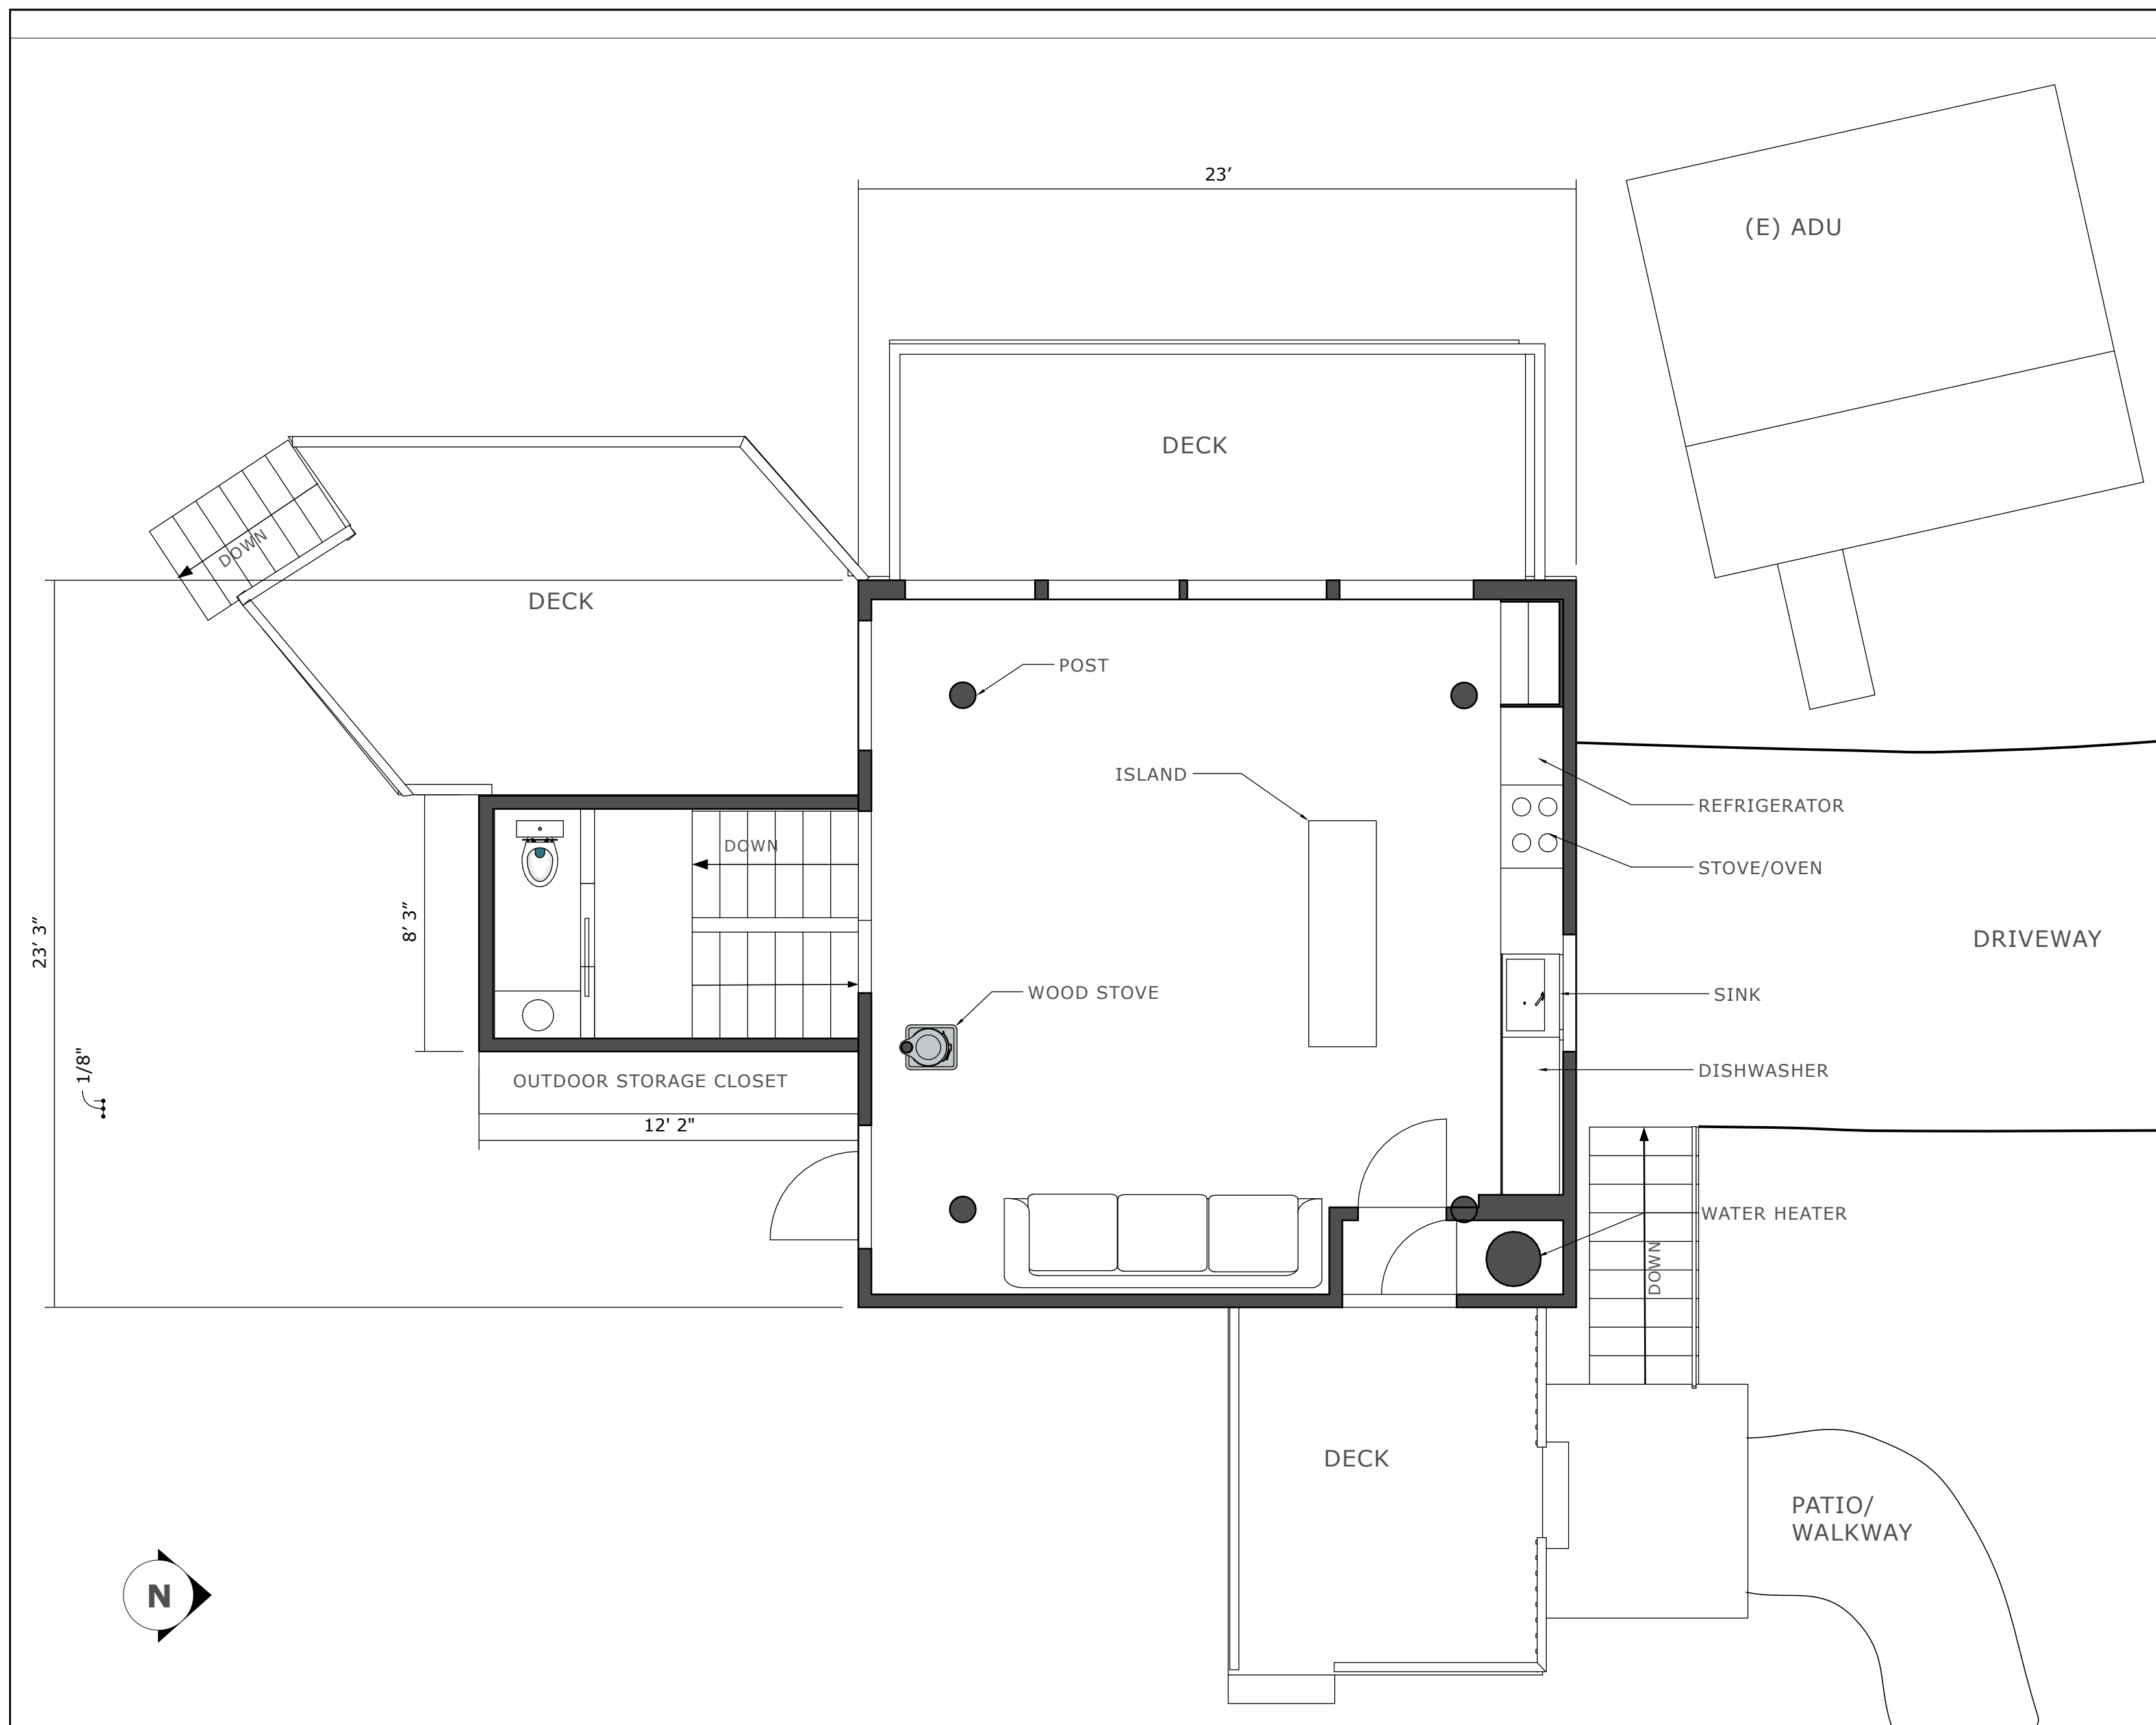 23′
(E) ADU
DECK
DOWN
DECK
POST
ISLAND
REFRIGERATOR
DOWN
STOVE/OVEN
23′ 3″
8′ 3″
DRIVEWAY
WOOD STOVE
SINK
1/8"
OUTDOOR STORAGE CLOSET
DISHWASHER
12' 2"
WATER HEATER
DOWN
DECK
PATIO/
WALKWAY
N